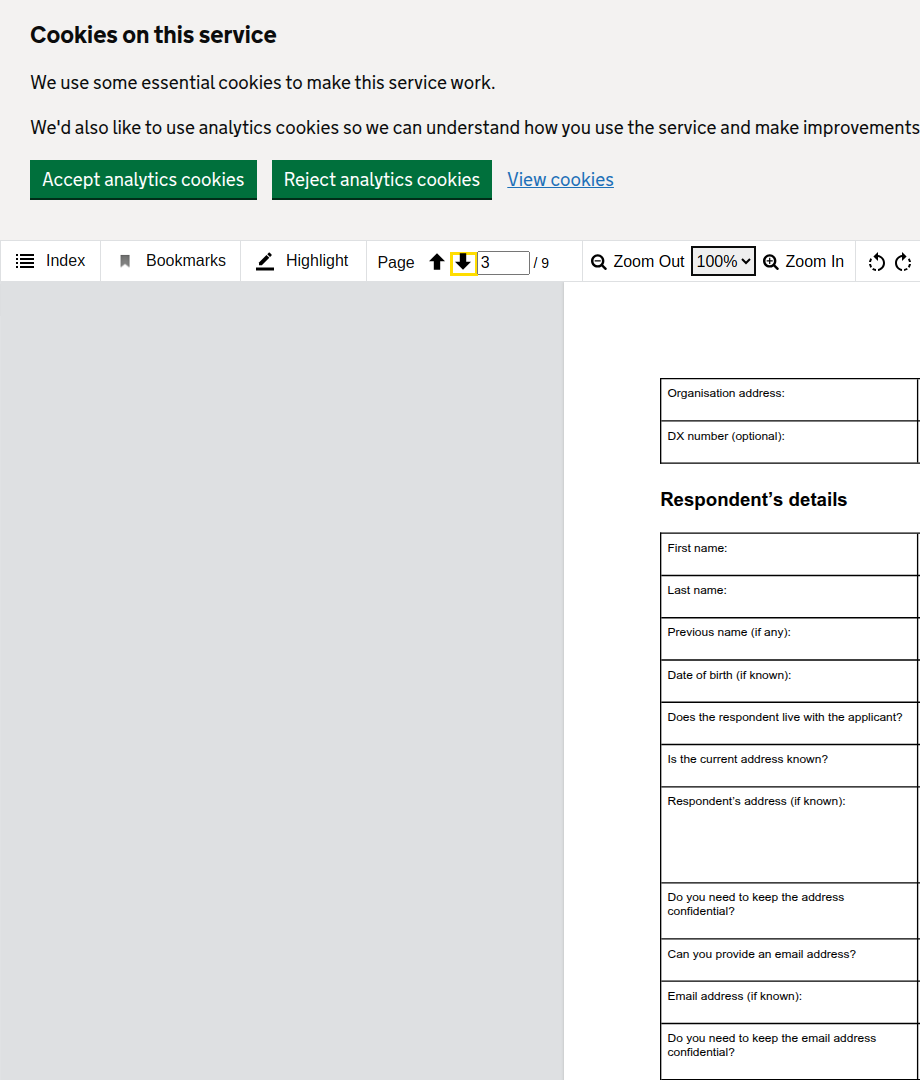 Cookies on this service
We use some essential cookies to make this service work.
We'd also like to use analytics cookies so we can understand how you use the service and make improvements
Accept analytics cookies Reject analytics cookies View cookies
Index Bookmarks Highlight Page 3 / 9 Zoom Out 100% Zoom In
Organisation address:
DX number (optional):
Respondent’s details
First name:
Last name:
Previous name (if any):
Date of birth (if known):
Does the respondent live with the applicant?
Is the current address known?
Respondent’s address (if known):
Do you need to keep the address
confidential?
Can you provide an email address?
Email address (if known):
Do you need to keep the email address
confidential?